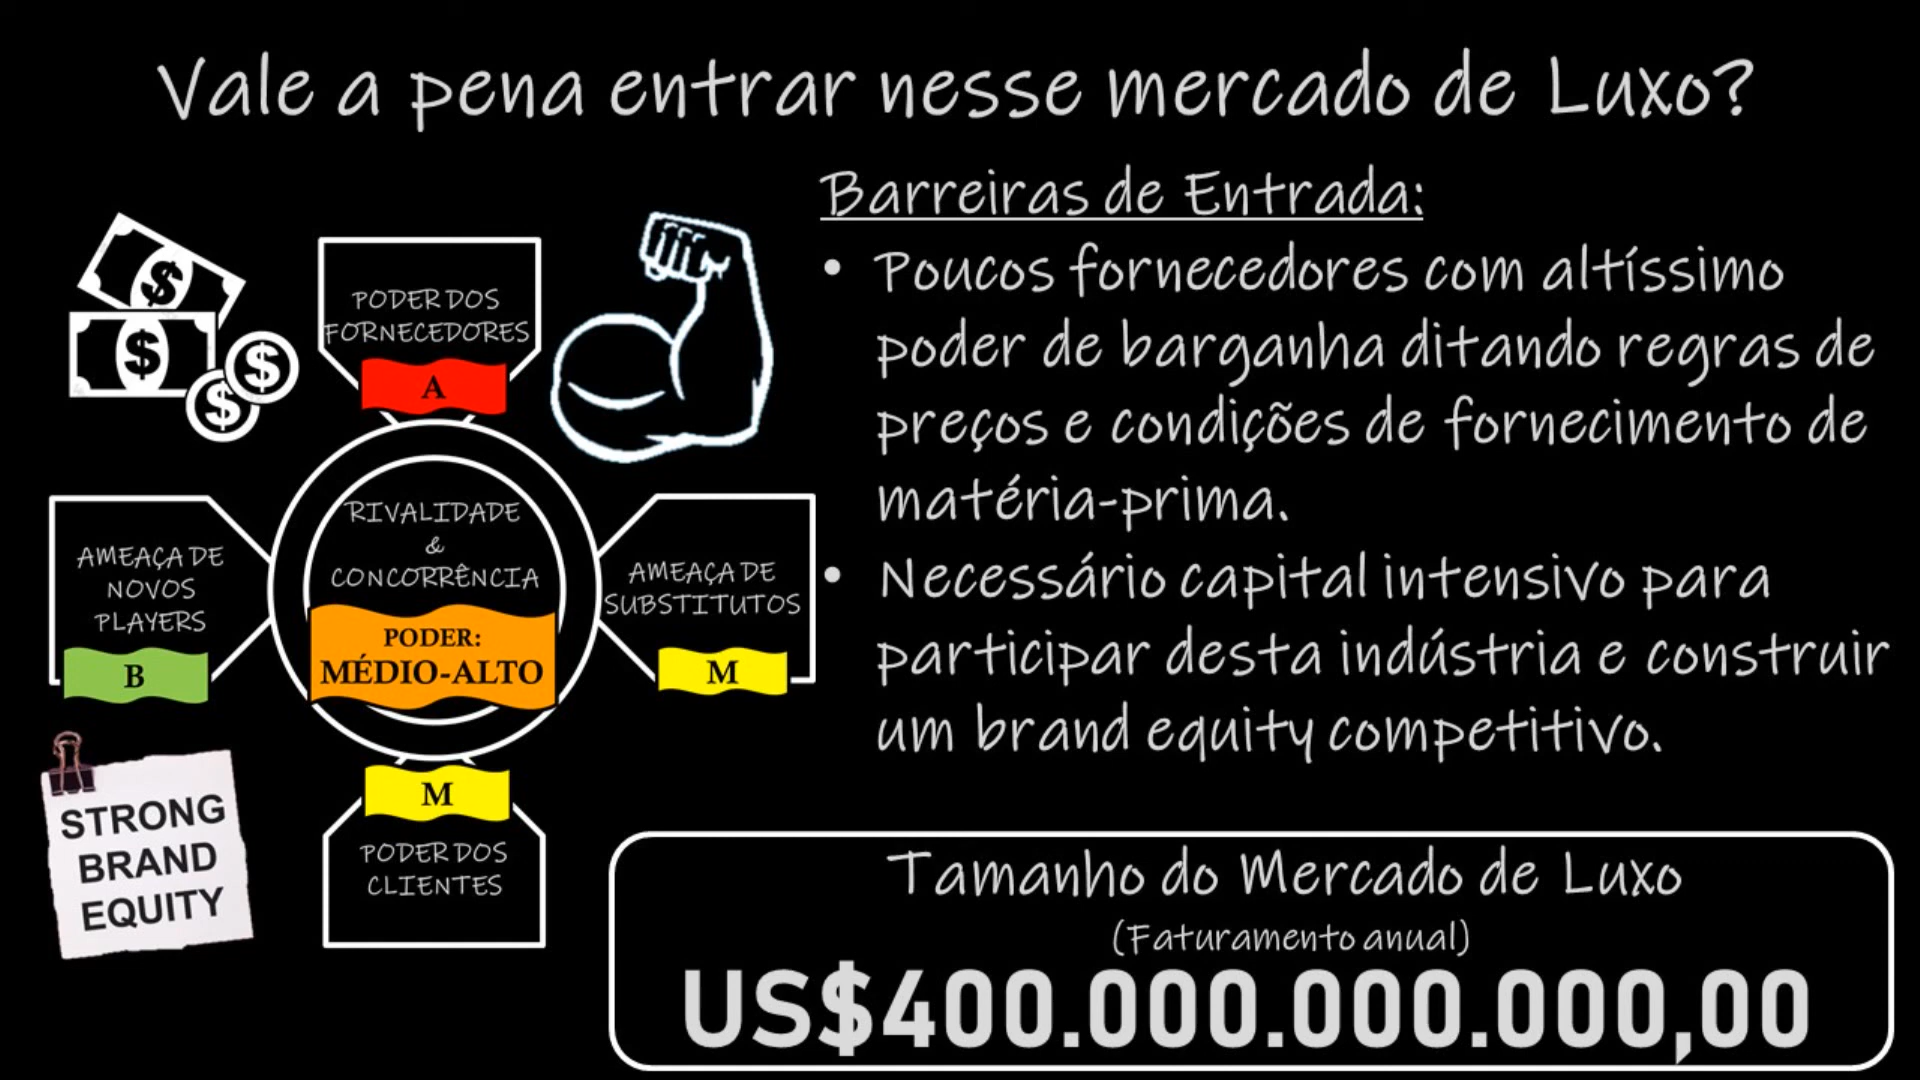 Vale a pena entrar nesse mercado de Luxo?
$
$
$
$
PODER DOS
FORNECEDORES
A
AMEAÇA DE
NOVOS
PLAYERS
B
RIVALIDADE
&
CONCORRÊNCIA
PODER:
MÉDIO-ALTO
AMEAÇA DE
SUBSTITUTOS
M
M
PODER DOS
CLIENTES
STRONG
BRAND
EQUITY
Barreiras de Entrada:
• Poucos fornecedores com altíssimo
poder de barganha ditando regras de
preços e condições de fornecimento de
matéria-prima.
• Necessário capital intensivo para
participar desta indústria e construir
um brand equity competitivo.
Tamanho do Mercado de Luxo
(Faturamento anual)
US$400.000.000.000,00